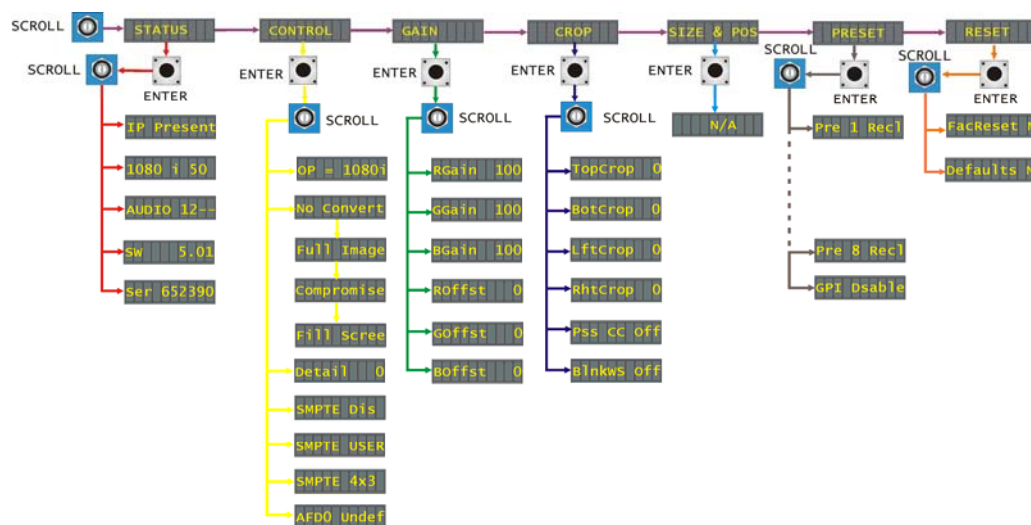 SCROLL
STATUS
CONTROL
GAIN
CROP
SIZE & POS
PRESET
RESET
SCROLL
ENTER
IP Present
1080 i 50
AUDIO 12--
SW 5.01
Ser 652390
ENTER
SCROLL
OP = 1080i
No Convert
Full Image
Compromise
Fill Scree
Detail 0
SMPTE Dis
SMPTE USER
SMPTE 4x3
AFD0 Undef
ENTER
SCROLL
RGain 100
GGain 100
BGain 100
ROffst 0
GOffst 0
BOffst 0
ENTER
SCROLL
TopCrop 0
BotCrop 0
LftCrop 0
RhtCrop 0
Pss CC Off
BlnkWS Off
ENTER
N/A
SCROLL
ENTER
Pre 1 Recl
Pre 8 Recl
GPI Dsable
SCROLL
ENTER
FacReset N
Defaults N